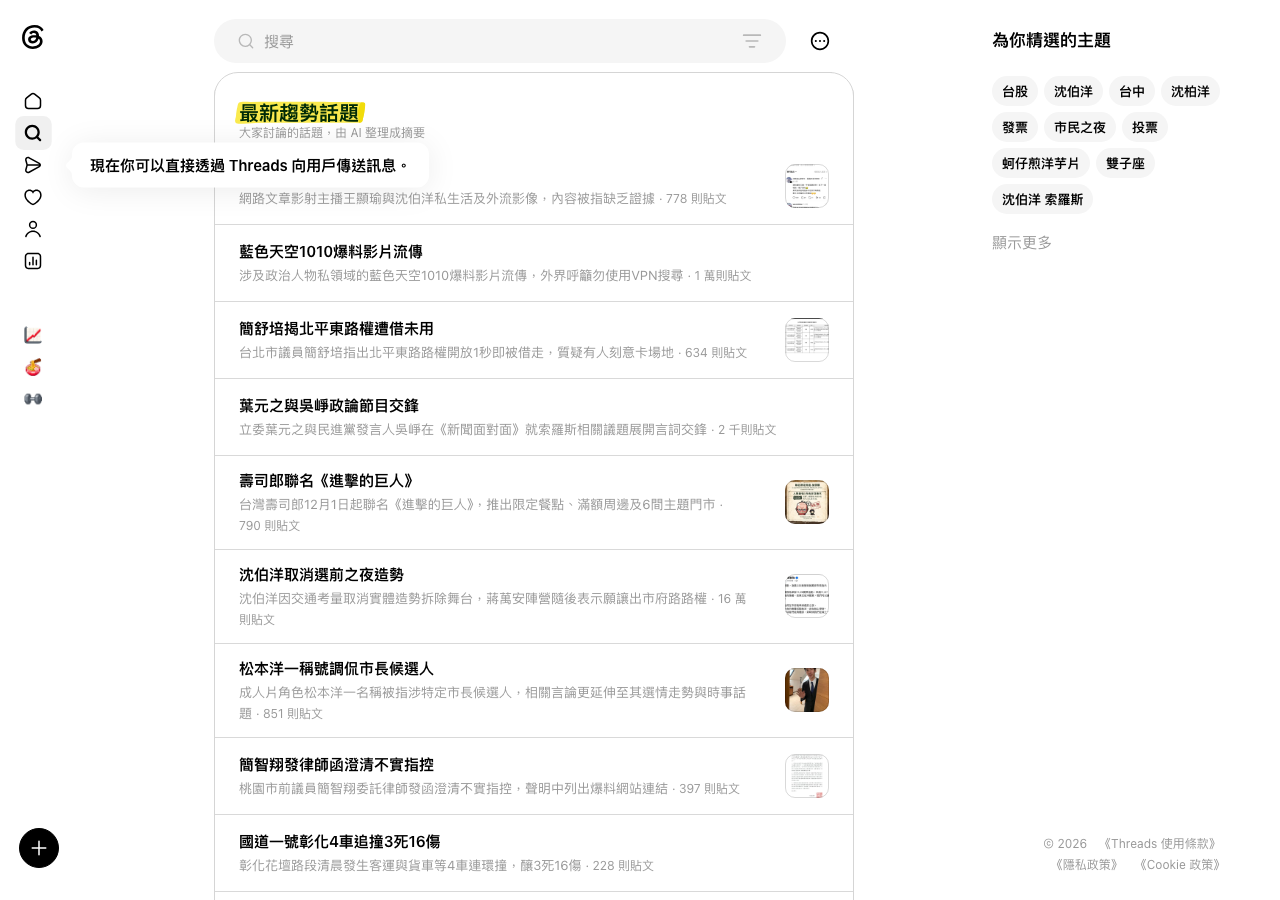 搜尋
最新趨勢話題
大家討論的話題，由 AI 整理成摘要
現在你可以直接透過 Threads 向用戶傳送訊息。
網路文章影射主播王顯瑜與沈伯洋私生活及外流影像，內容被指缺乏證據 · 778 則貼文
藍色天空1010爆料影片流傳
涉及政治人物私領域的藍色天空1010爆料影片流傳，外界呼籲勿使用VPN搜尋 · 1 萬則貼文
簡舒培揭北平東路權遭借未用
台北市議員簡舒培指出北平東路路權開放1秒即被借走，質疑有人刻意卡場地 · 634 則貼文
葉元之與吳崢政論節目交鋒
立委葉元之與民進黨發言人吳崢在《新聞面對面》就索羅斯相關議題展開言詞交鋒 · 2 千則貼文
壽司郎聯名《進擊的巨人》
台灣壽司郎12月1日起聯名《進擊的巨人》，推出限定餐點、滿額周邊及6間主題門市 ·
790 則貼文
沈伯洋取消選前之夜造勢
沈伯洋因交通考量取消實體造勢拆除舞台，蔣萬安陣營隨後表示願讓出市府路路權 · 16 萬
則貼文
松本洋一稱號調侃市長候選人
成人片角色松本洋一名稱被指涉特定市長候選人，相關言論更延伸至其選情走勢與時事話
題 · 851 則貼文
簡智翔發律師函澄清不實指控
桃園市前議員簡智翔委託律師發函澄清不實指控，聲明中列出爆料網站連結 · 397 則貼文
國道一號彰化4車追撞3死16傷
彰化花壇路段清晨發生客運與貨車等4車連環撞，釀3死16傷 · 228 則貼文
為你精選的主題
台股 沈伯洋 台中 沈柏洋
發票 市民之夜 投票
蚵仔煎洋芋片 雙子座
沈伯洋 索羅斯
顯示更多
© 2026 《Threads 使用條款》
《隱私政策》 《Cookie 政策》